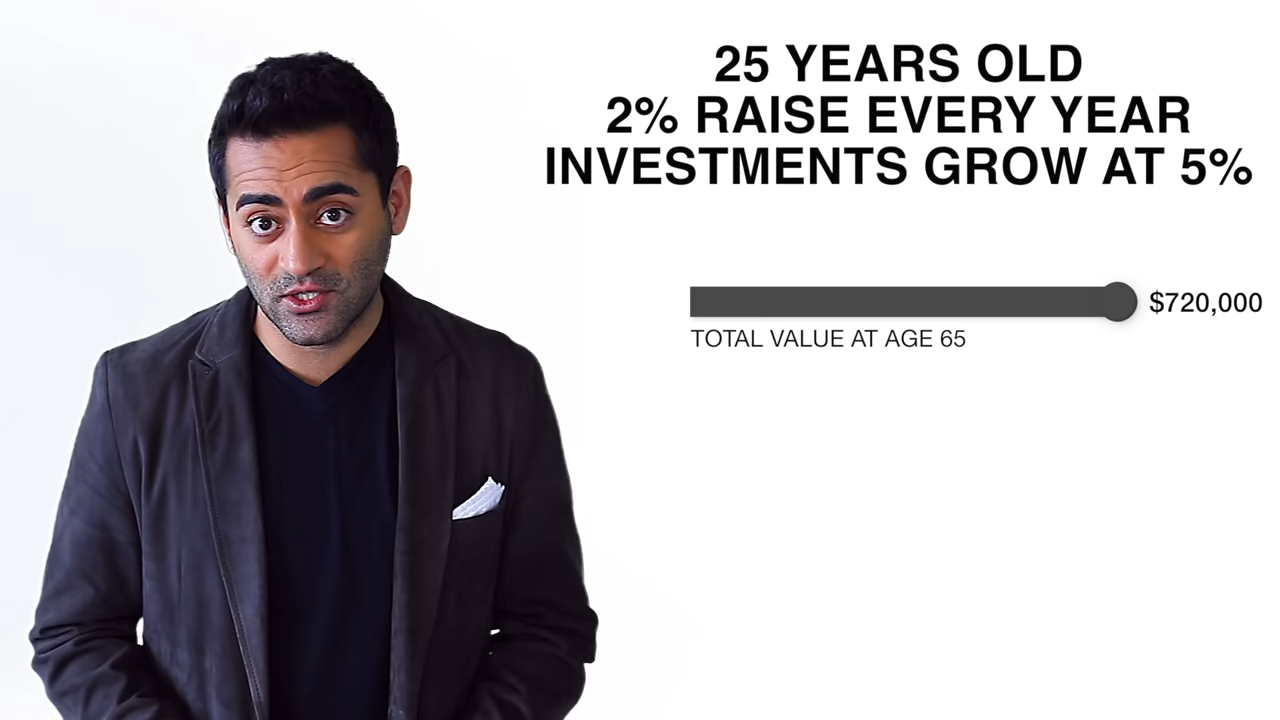 25 YEARS OLD
2% RAISE EVERY YEAR
INVESTMENTS GROW AT 5%
$720,000
TOTAL VALUE AT AGE 65